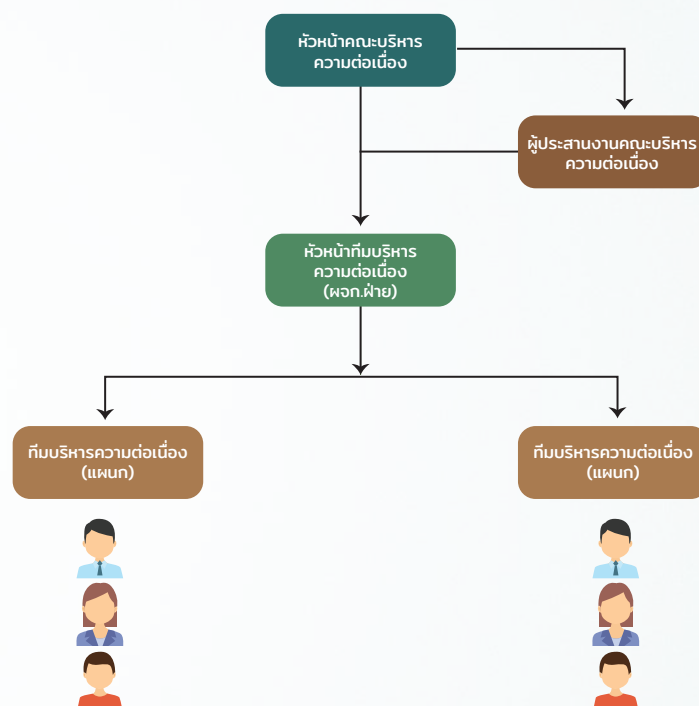 หัวหน้าคณะบริหาร
ความต่อเนื่อง
ผู้ประสานงานคณะบริหาร
ความต่อเนื่อง
หัวหน้าทีมบริหาร
ความต่อเนื่อง
(ผจก.ฝ่าย)
ทีมบริหารความต่อเนื่อง
(แผนก)
ทีมบริหารความต่อเนื่อง
(แผนก)